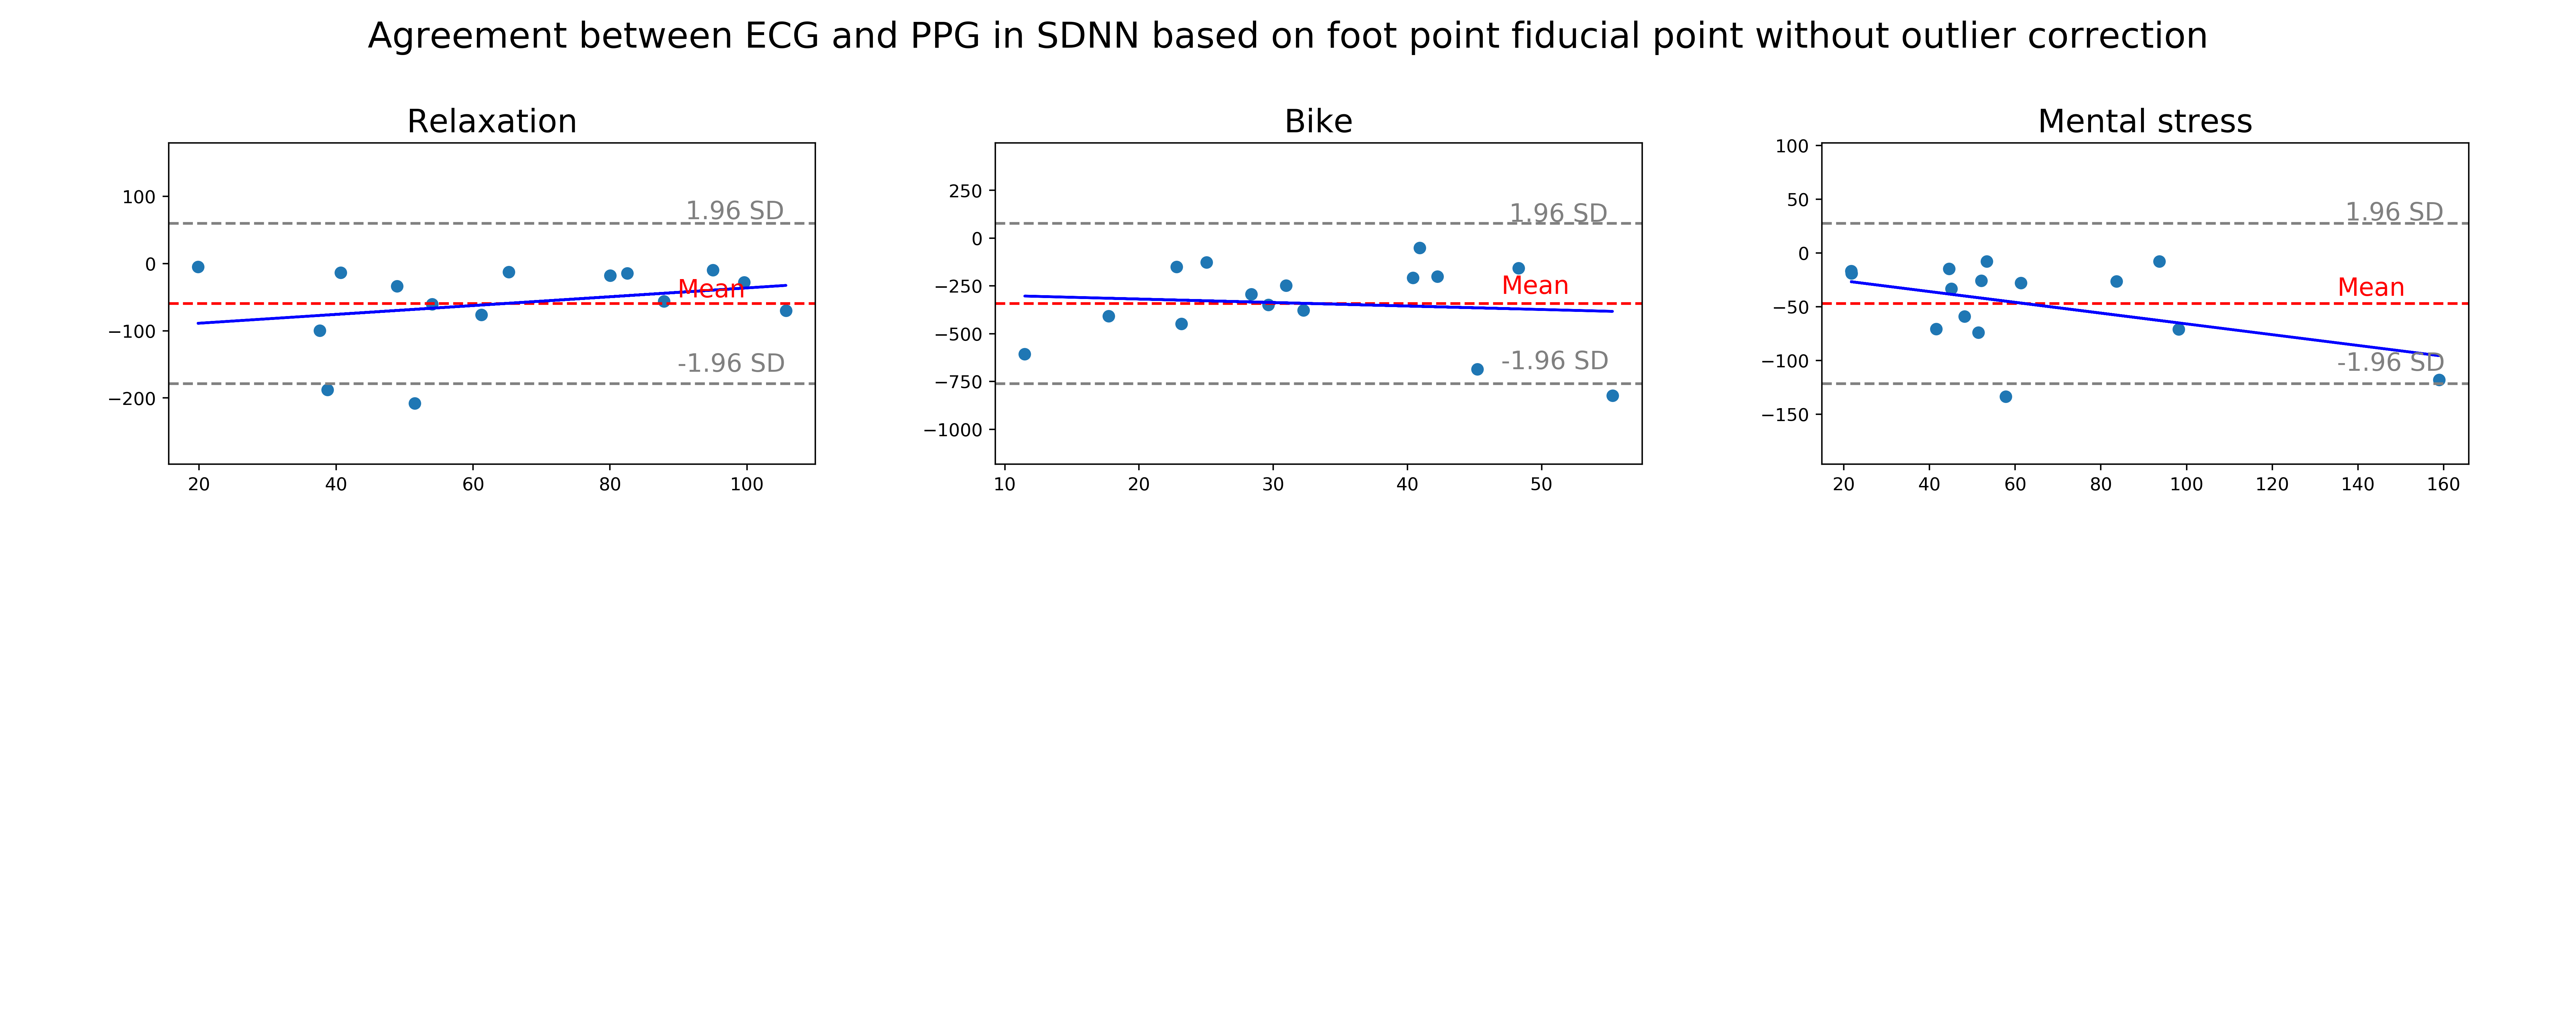 Agreement between ECG and PPG in SDNN based on foot point fiducial point without outlier correction
Relaxation
100
0
−100
−200
1.96 SD
Mean
-1.96 SD
20 40 60 80 100
Bike
250
0
−250
−500
−750
−1000
1.96 SD
Mean
-1.96 SD
10 20 30 40 50
Mental stress
100
50
0
−50
−100
−150
1.96 SD
Mean
-1.96 SD
20 40 60 80 100 120 140 160